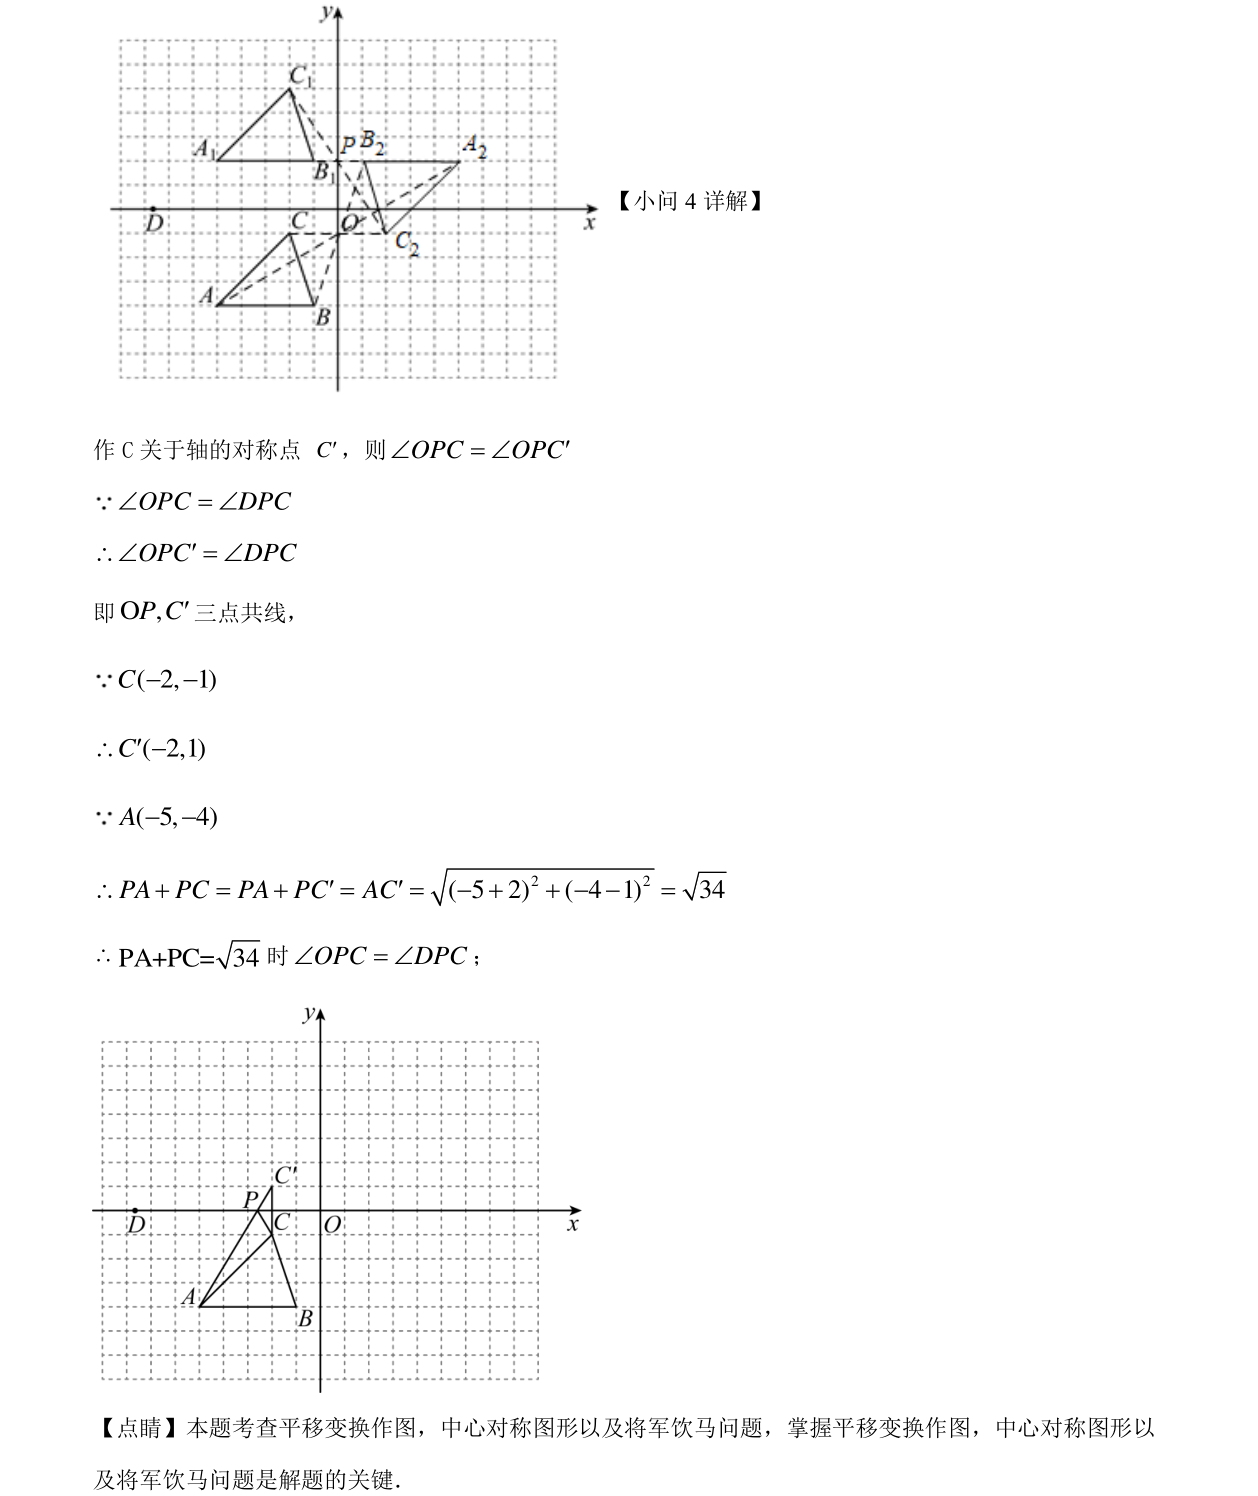 y
C₁
A₁
B₁
P B₂
A₂
D
C
O
C₂
x
【小问 4 详解】
A
B
作 C 关于轴的对称点 C′，则∠OPC = ∠OPC′
∵∠OPC = ∠DPC
∴∠OPC′ = ∠DPC
即 OP, C′ 三点共线，
∵C(−2,−1)
∴C′(−2,1)
∵A(−5,−4)
∴PA + PC = PA + PC′ = AC′ = √((−5+2)² + (−4−1)²) = √34
∴ PA+PC=√34 时 ∠OPC = ∠DPC；
y
C′
P
D
C
O
x
A
B
【点睛】本题考查平移变换作图，中心对称图形以及将军饮马问题，掌握平移变换作图，中心对称图形以
及将军饮马问题是解题的关键．